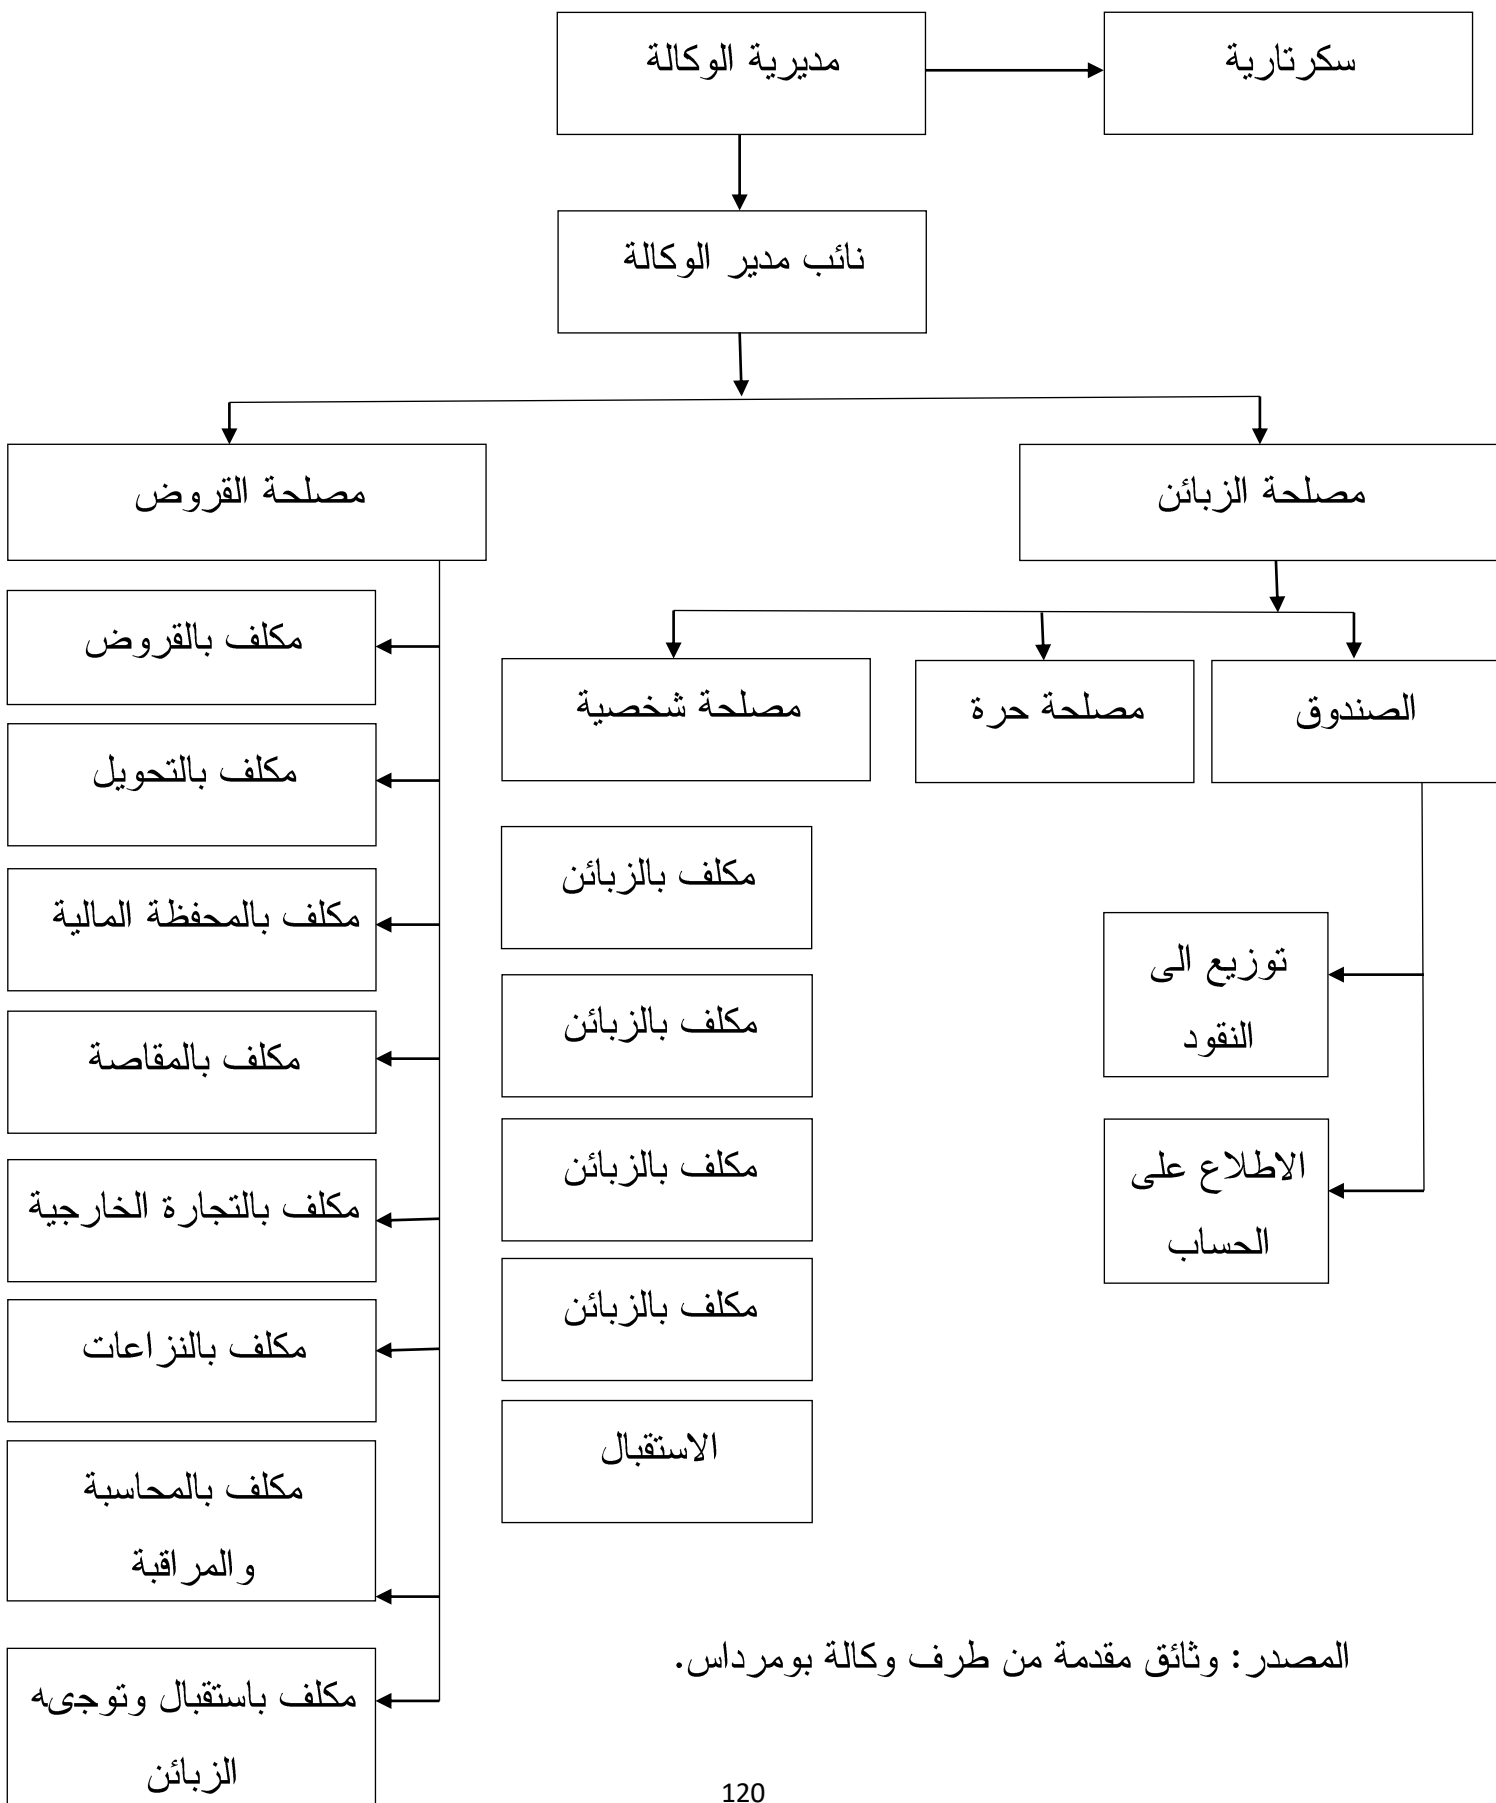 مديرية الوكالة
سكرتارية
نائب مدير الوكالة
مصلحة الزبائن
مصلحة القروض
الصندوق
مصلحة حرة
مصلحة شخصية
توزيع الى
النقود
الاطلاع على
الحساب
مكلف بالزبائن
مكلف بالزبائن
مكلف بالزبائن
مكلف بالزبائن
الاستقبال
مكلف بالقروض
مكلف بالتحويل
مكلف بالمحفظة المالية
مكلف بالمقاصة
مكلف بالتجارة الخارجية
مكلف بالنزاعات
مكلف بالمحاسبة
والمراقبة
مكلف باستقبال وتوجىه
الزبائن
المصدر: وثائق مقدمة من طرف وكالة بومرداس.
120